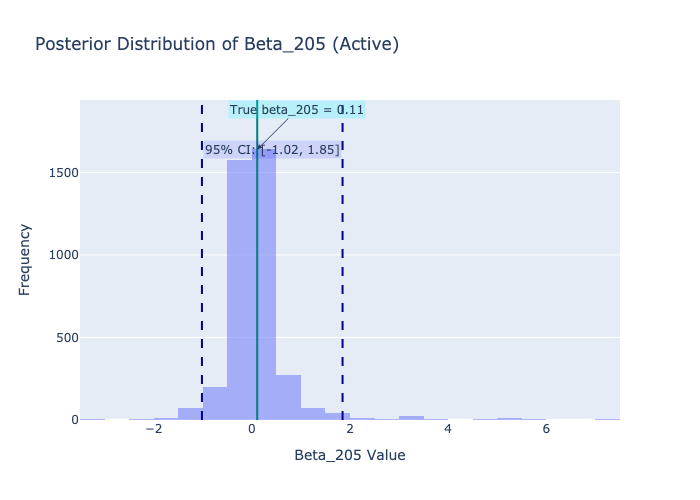 Posterior Distribution of Beta_205 (Active)
True beta_205 = 0.11
95% CI: [-1.02, 1.85]
1500
1000
500
0
−2
0
2
4
6
Frequency
Beta_205 Value